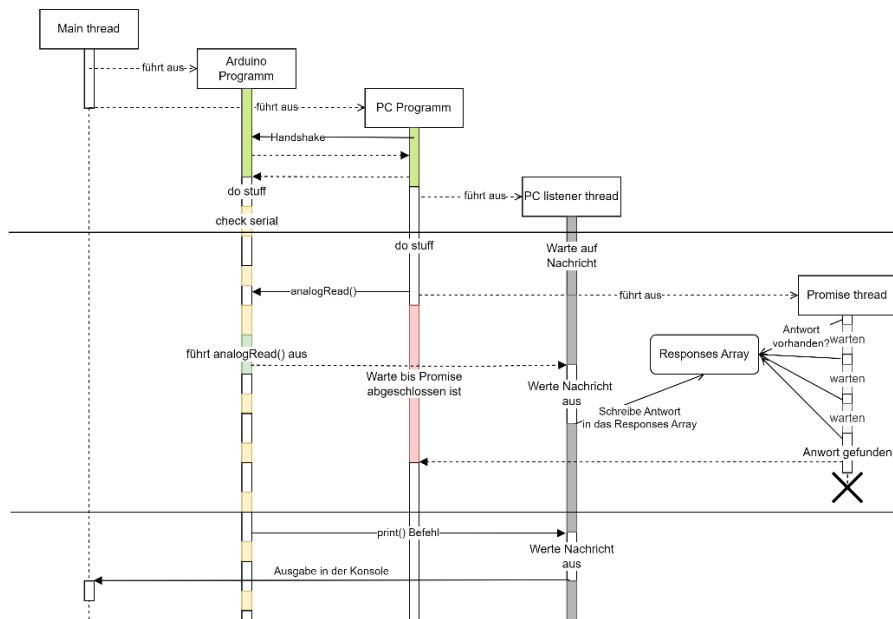 Main thread
führt aus
Arduino
Programm
führt aus
PC Programm
Handshake
do stuff
führt aus
PC listener thread
check serial
do stuff
Warte auf
Nachricht
analogRead()
führt aus
Promise thread
Antwort
vorhanden?
warten
führt analogRead() aus
Responses Array
Warte bis Promise
abgeschlossen ist
Werte Nachricht
aus
warten
Schreibe Antwort
in das Responses Array
warten
Anwort gefunden
print() Befehl
Werte Nachricht
aus
Ausgabe in der Konsole